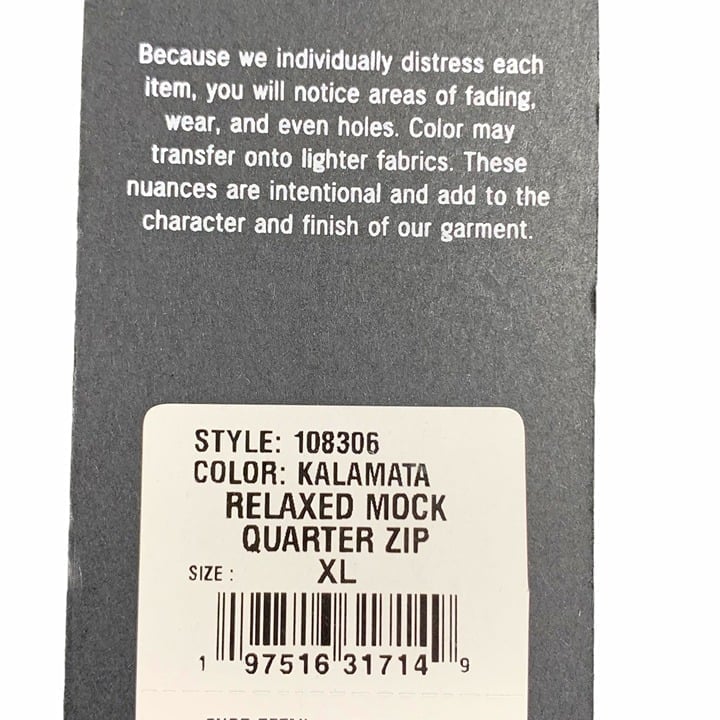 Because we individually distress each
item, you will notice areas of fading,
wear, and even holes. Color may
transfer onto lighter fabrics. These
nuances are intentional and add to the
character and finish of our garment.
STYLE: 108306
COLOR: KALAMATA
RELAXED MOCK
QUARTER ZIP
SIZE : XL
1 97516 31714 9